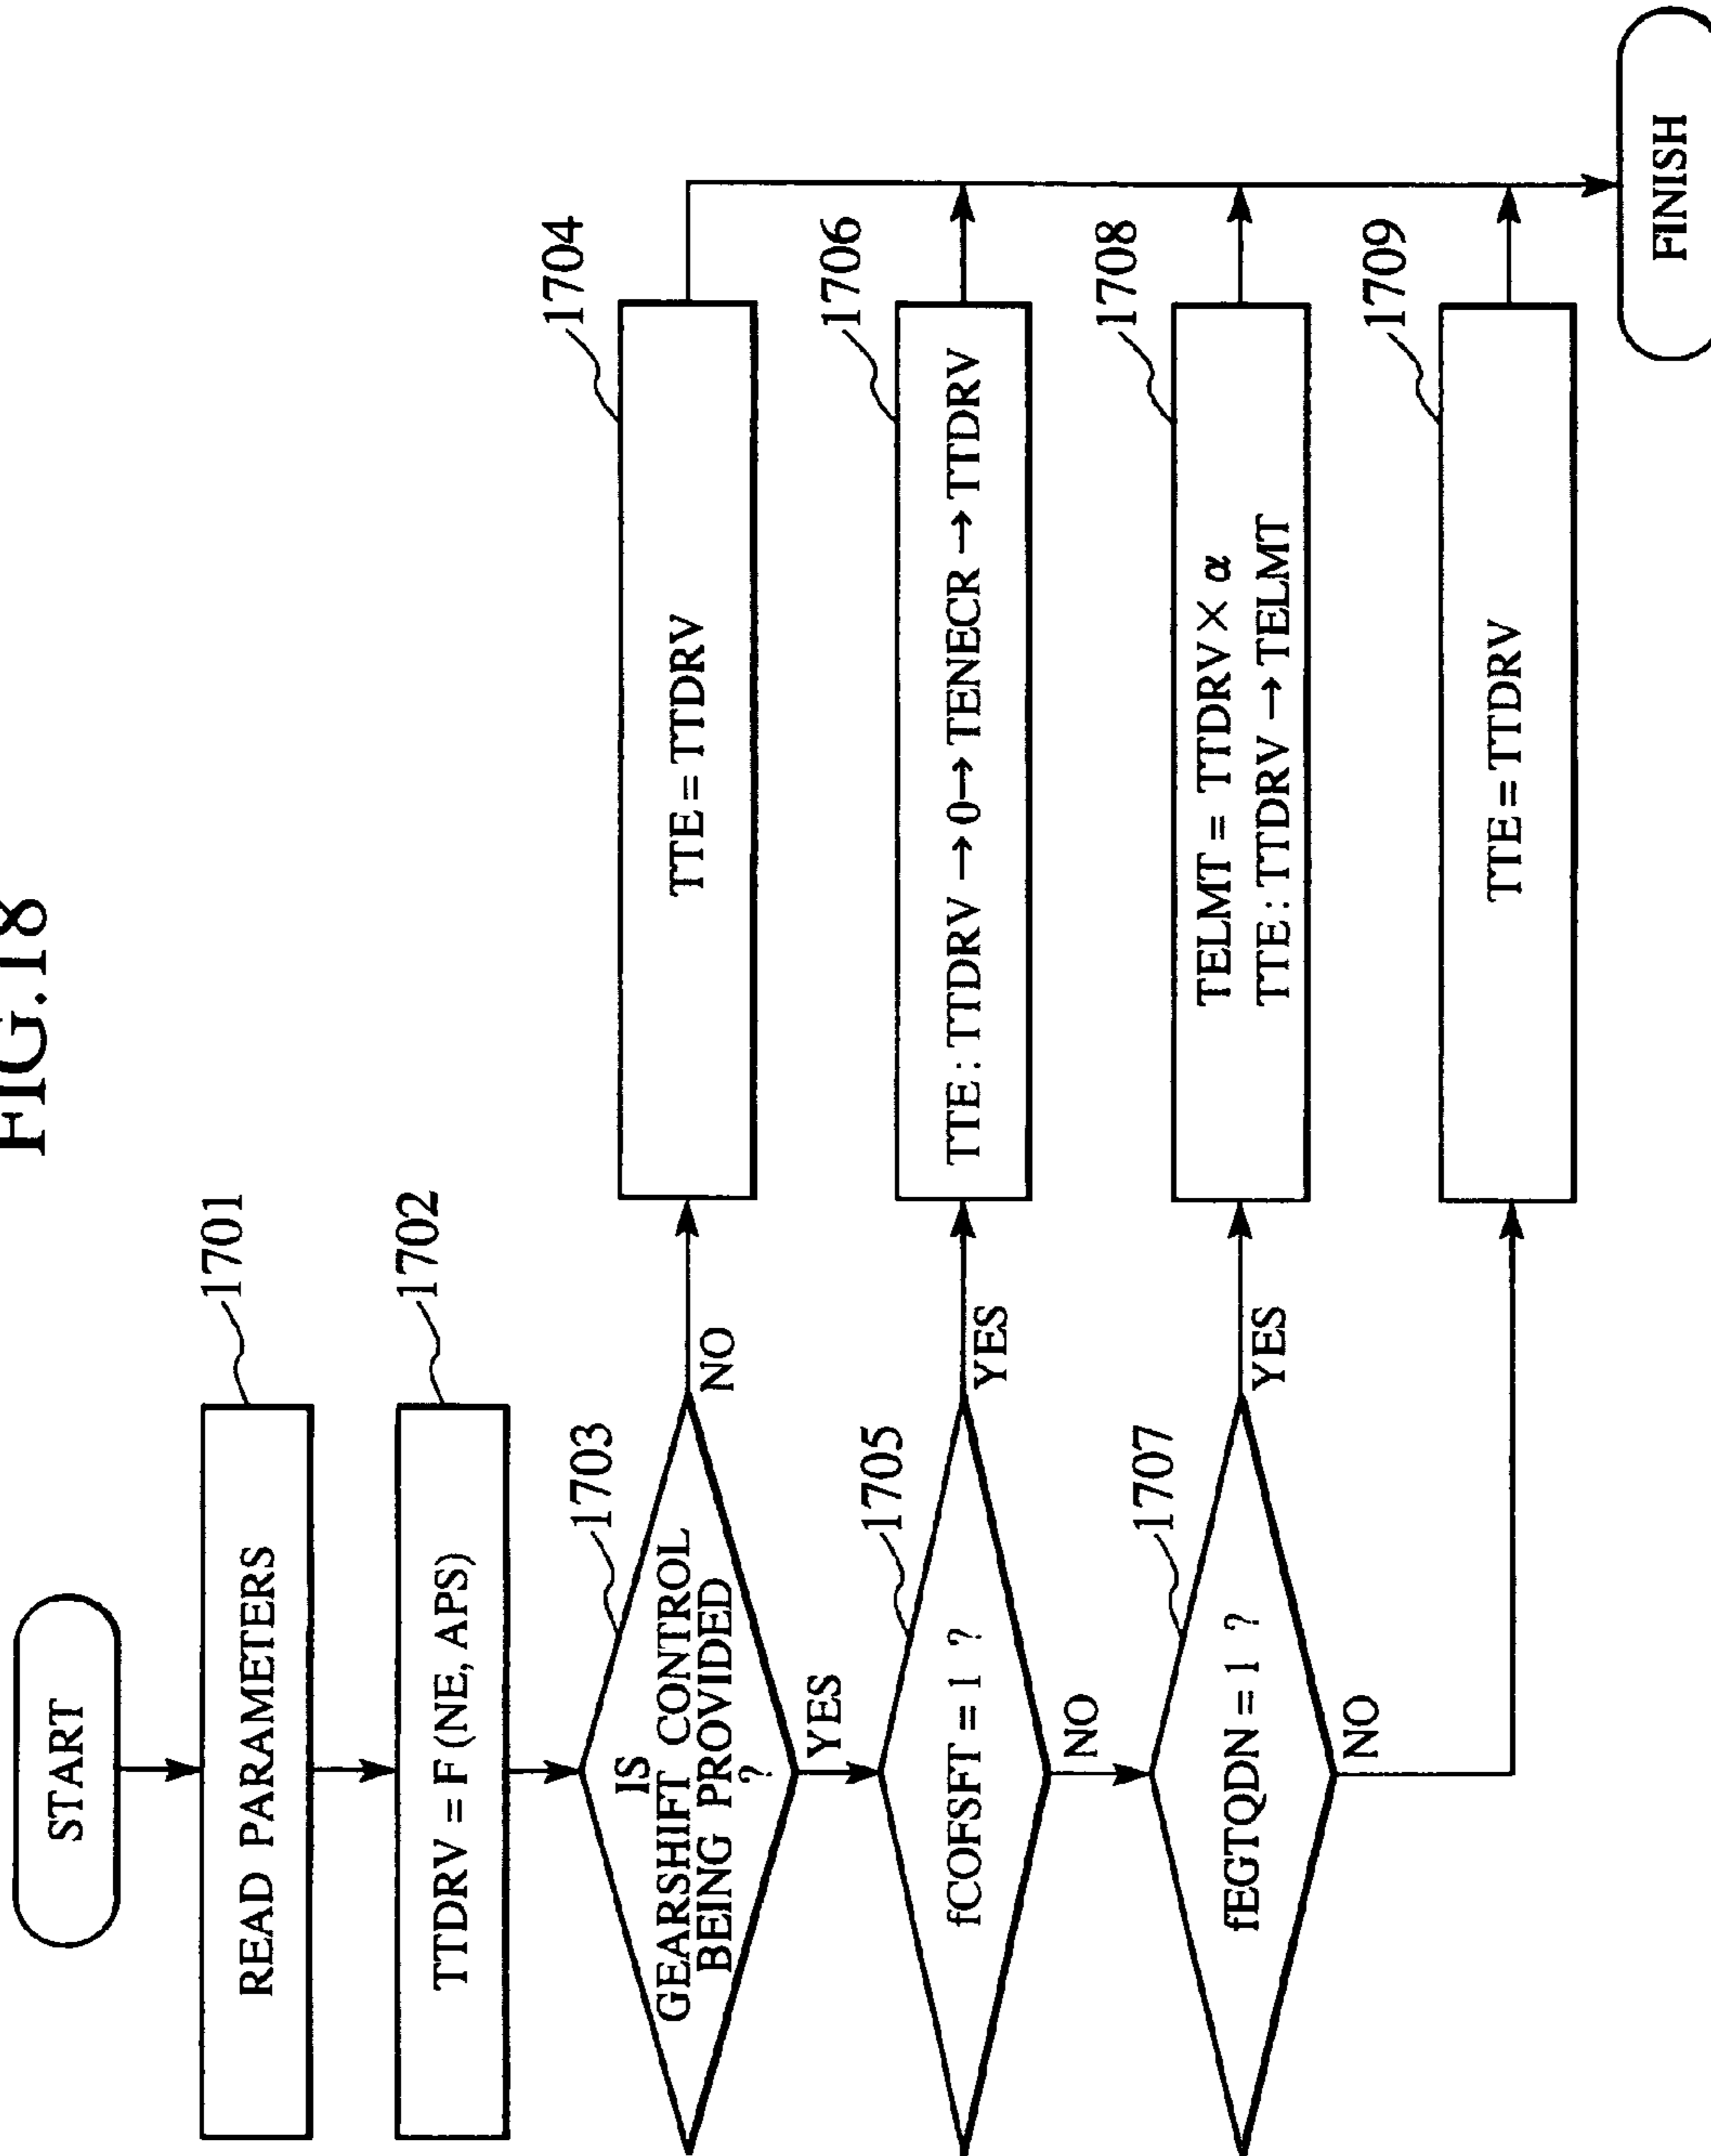 FIG.18
START
READ PARAMETERS
1701
TTDRV = F (NE, APS)
1702
IS
GEARSHIFT CONTROL
BEING PROVIDED
?
1703
NO
YES
TTE = TTDRV
1704
fCOFSFT = 1 ?
1705
YES
NO
TTE : TTDRV → 0 → TENECR → TTDRV
1706
fEGTQDN = 1 ?
1707
YES
NO
TELMT = TTDRV × α
TTE : TTDRV → TELMT
1708
TTE = TTDRV
1709
FINISH